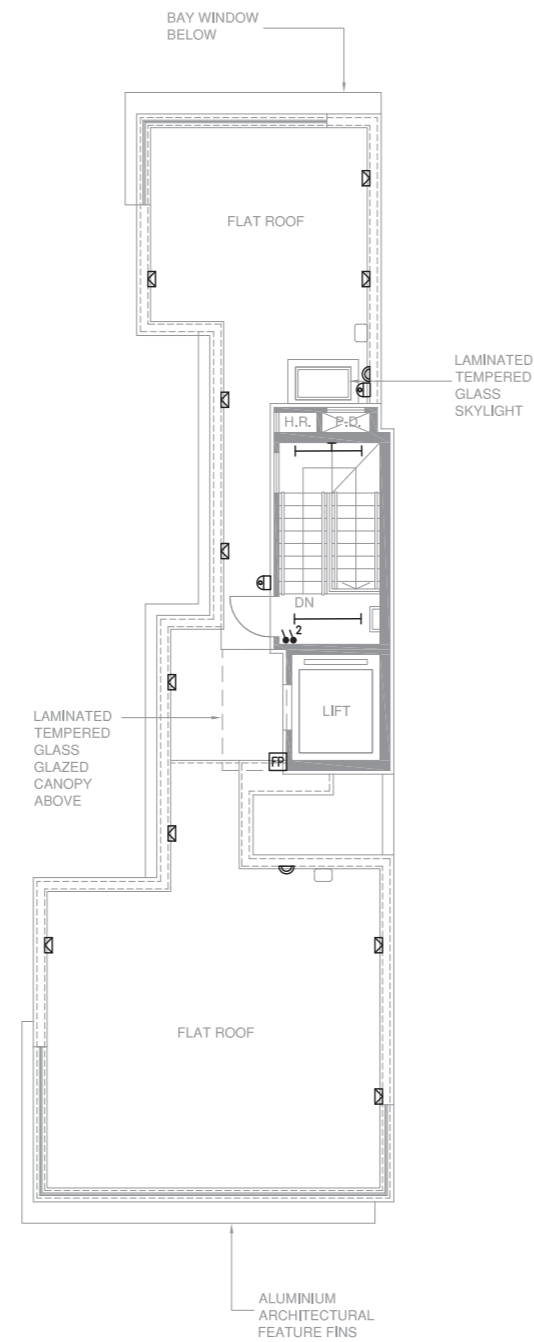 BAY WINDOW
BELOW
FLAT ROOF
LAMINATED
TEMPERED
GLASS
SKYLIGHT
H.R.
P.D.
DN
2
LIFT
LAMINATED
TEMPERED
GLASS
GLAZED
CANOPY
ABOVE
FP
FLAT ROOF
ALUMINIUM
ARCHITECTURAL
FEATURE FINS